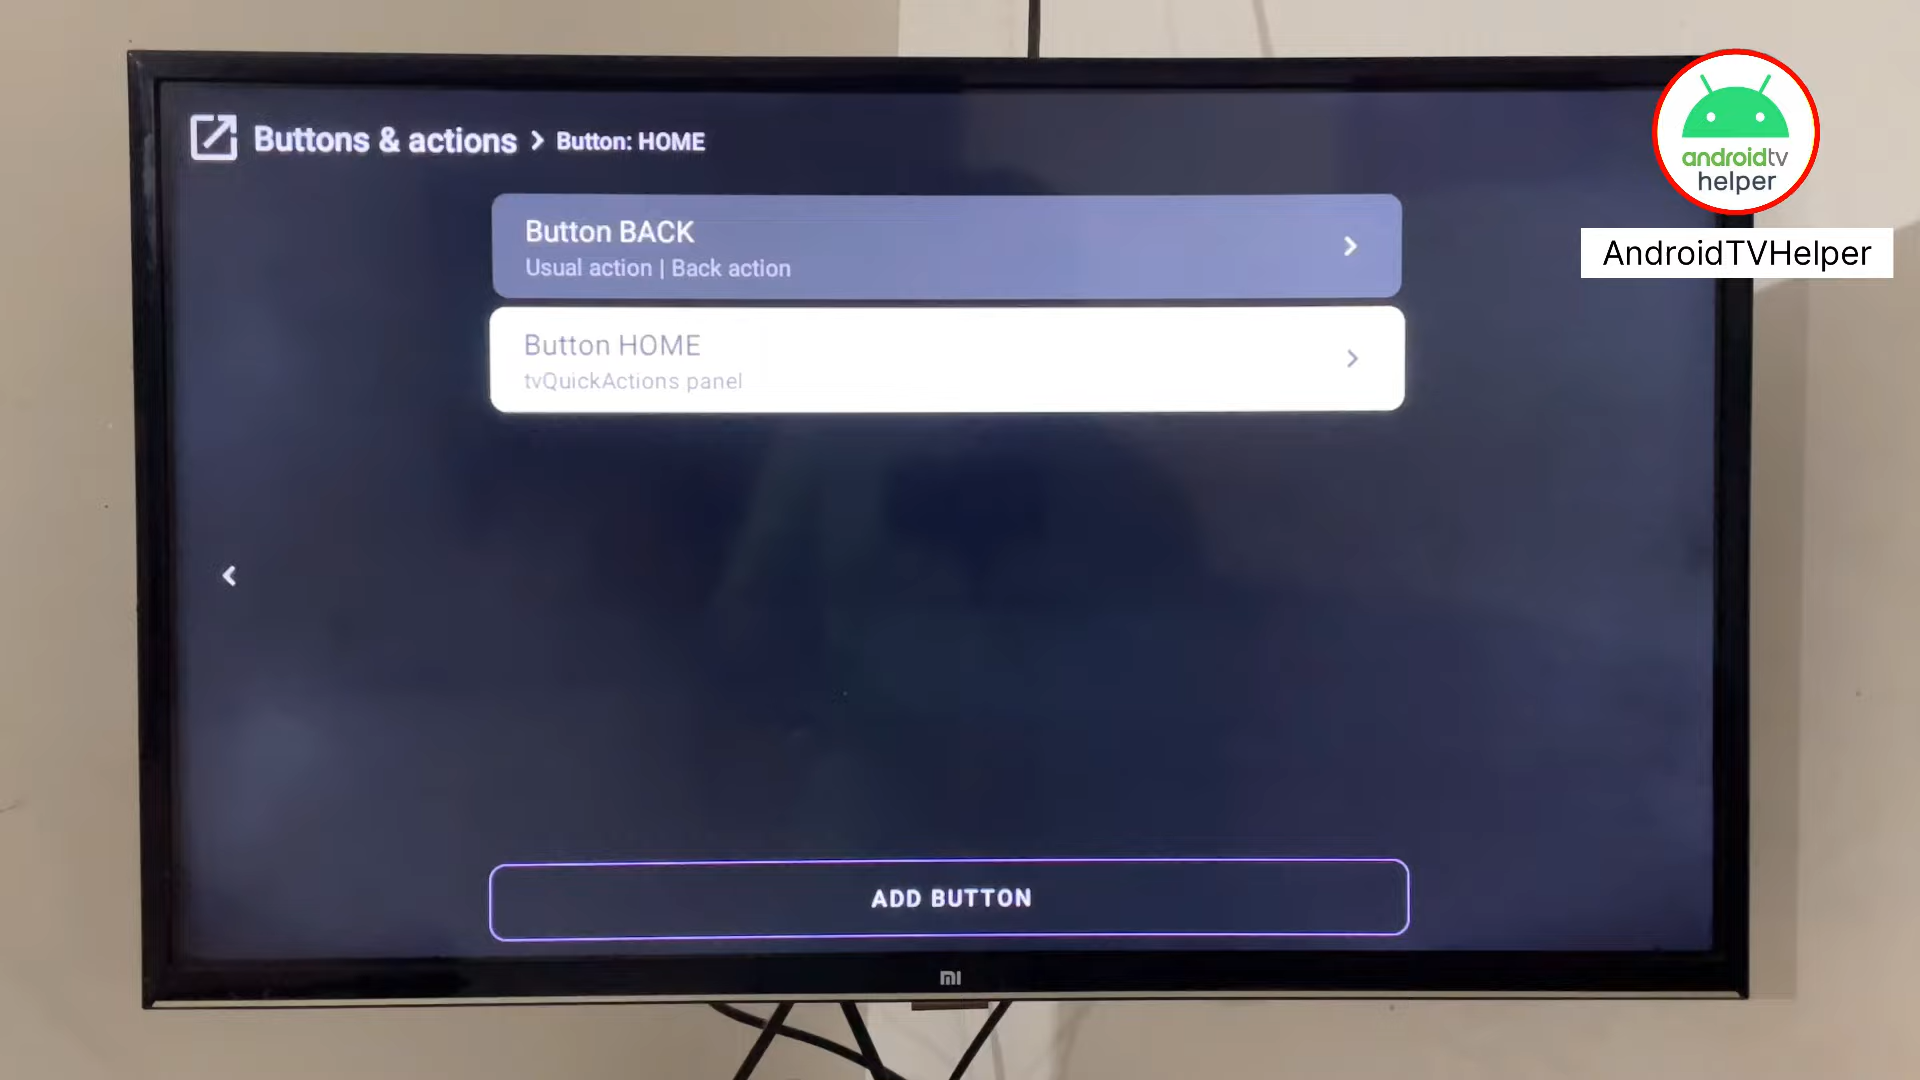 Buttons & actions > Button: HOME
Button BACK
Usual action | Back action
Button HOME
tvQuickActions panel
ADD BUTTON
mi
androidtv
helper
AndroidTVHelper